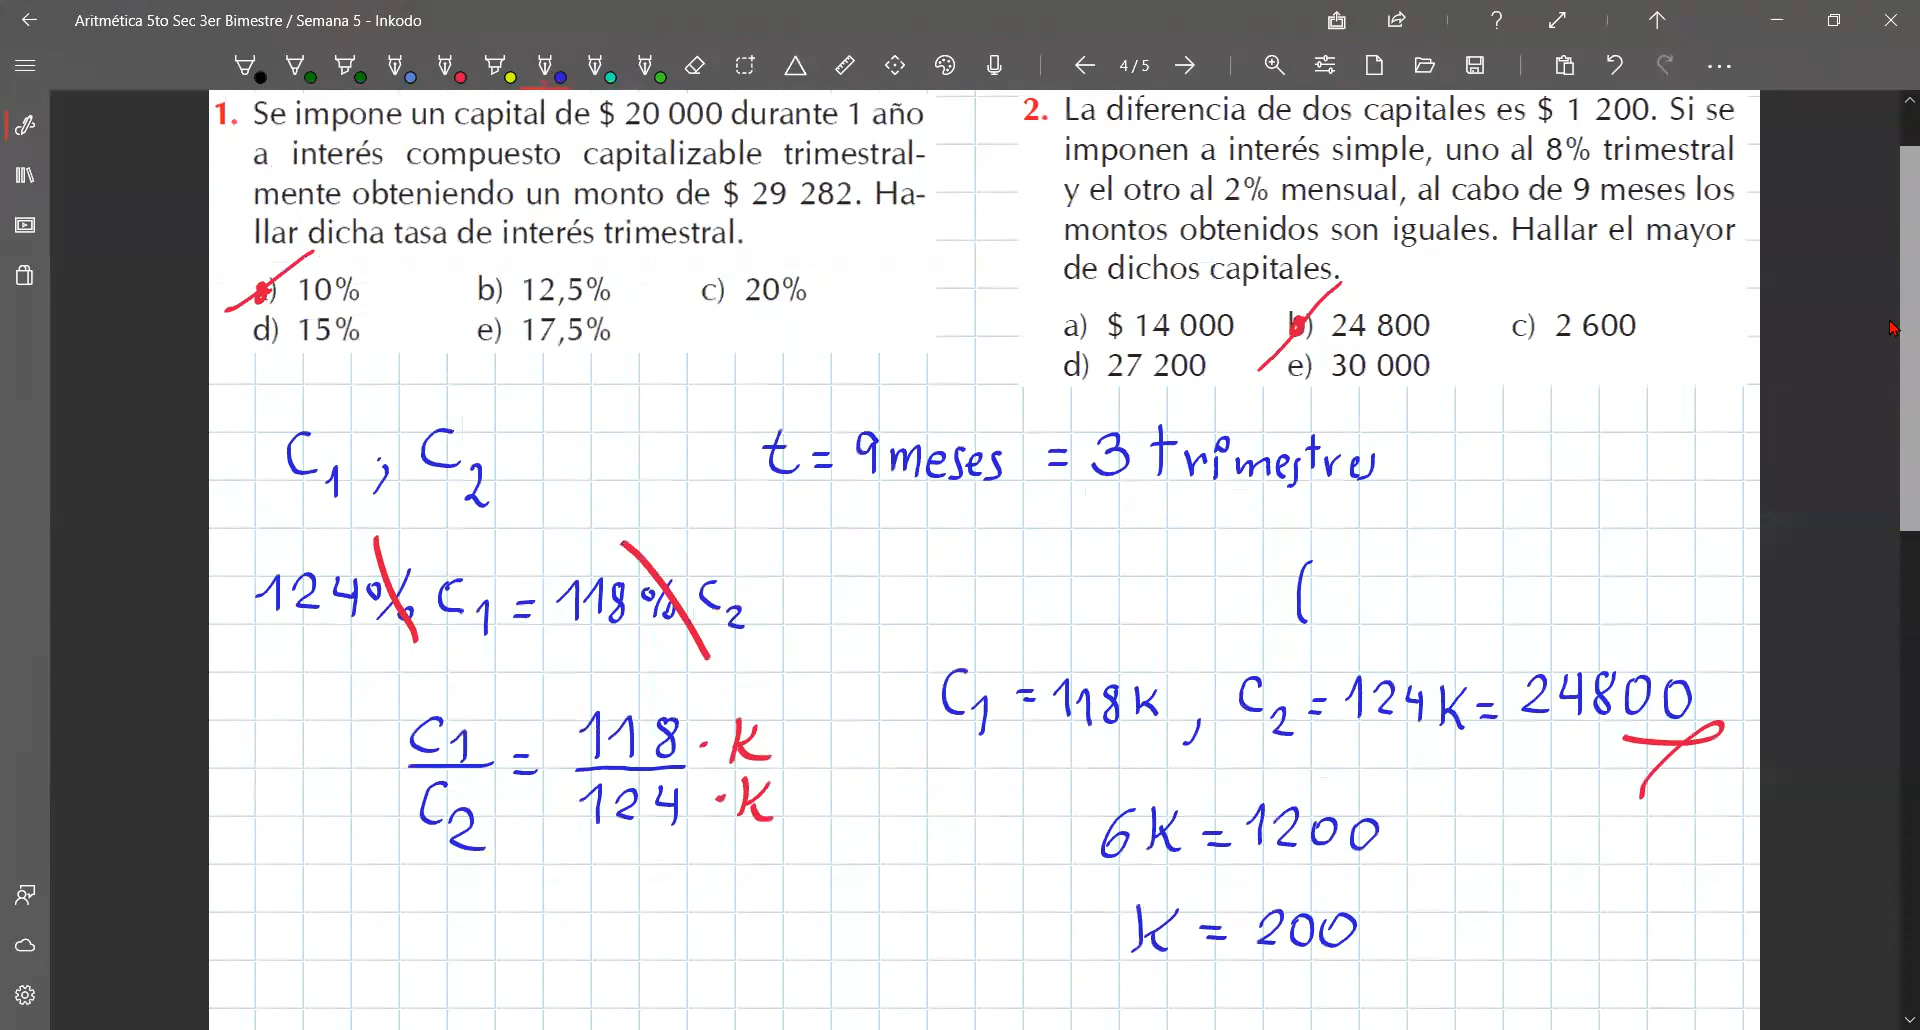 Aritmética 5to Sec 3er Bimestre / Semana 5 - Inkodo
4 / 5
1. Se impone un capital de $ 20 000 durante 1 año
a interés compuesto capitalizable trimestral-
mente obteniendo un monto de $ 29 282. Ha-
llar dicha tasa de interés trimestral.
a) 10% b) 12,5% c) 20%
d) 15% e) 17,5%
2. La diferencia de dos capitales es $ 1 200. Si se
imponen a interés simple, uno al 8% trimestral
y el otro al 2% mensual, al cabo de 9 meses los
montos obtenidos son iguales. Hallar el mayor
de dichos capitales.
a) $ 14 000 b) 24 800 c) 2 600
d) 27 200 e) 30 000
C1 ; C2 t = 9 meses = 3 trimestres
124% C1 = 118% C2 (
C1 = 118K , C2 = 124K = 24800
C1/C2 = 118 · K / 124 · K
6K = 1200
K = 200